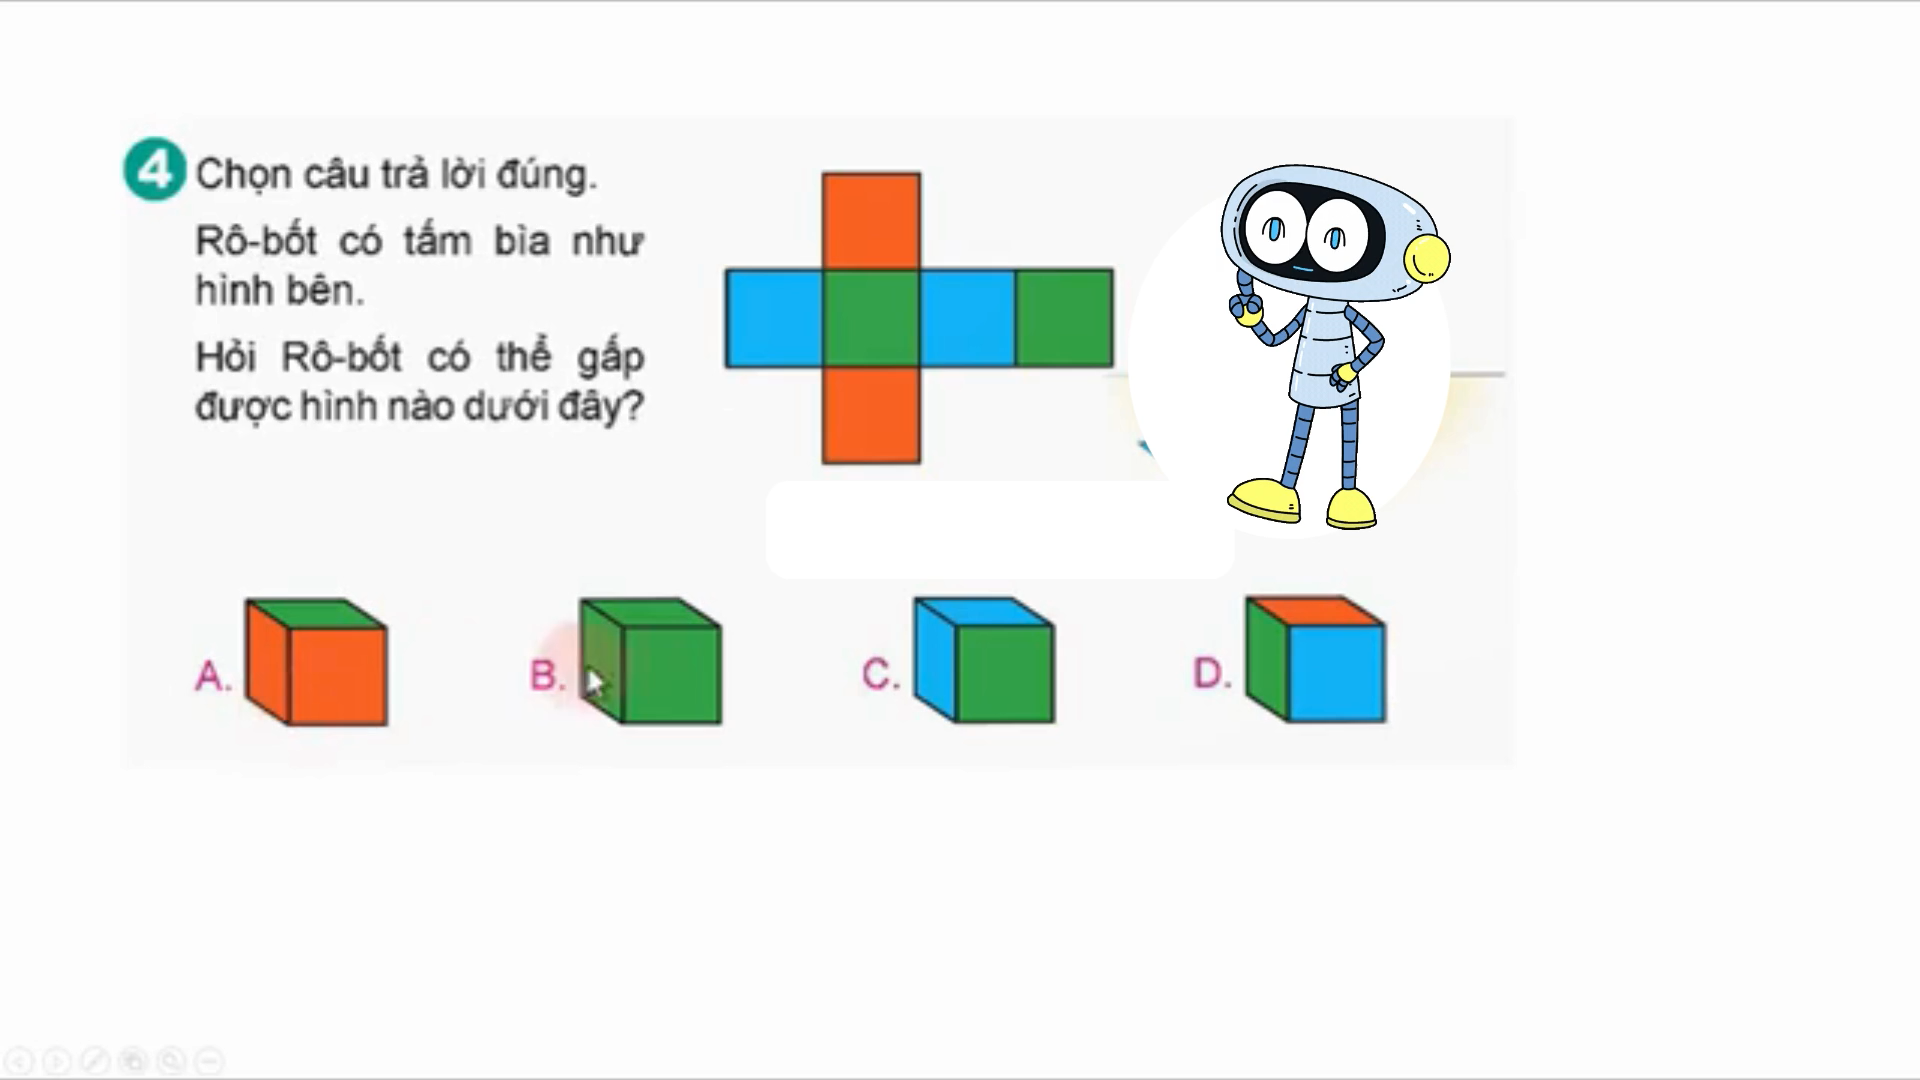 4 Chọn câu trả lời đúng.
Rô-bốt có tấm bìa như
hình bên.
Hỏi Rô-bốt có thể gấp
được hình nào dưới đây?
A. B. C. D.